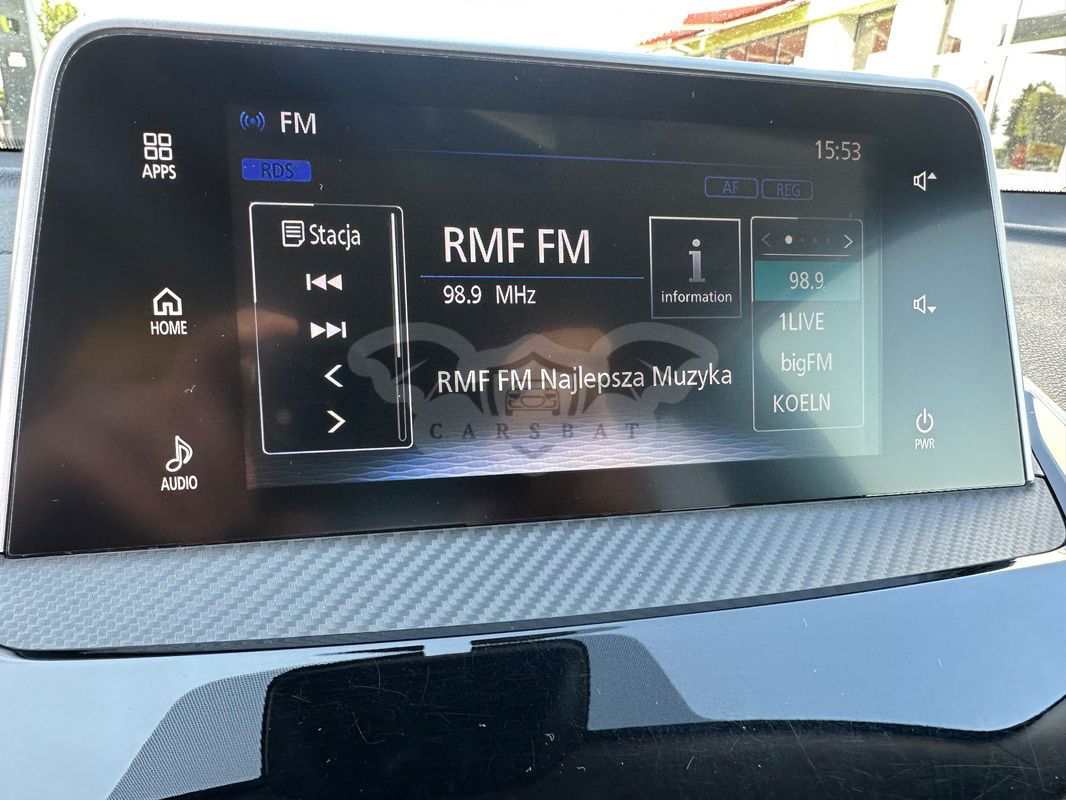 FM
15:53
RDS
AF
REG
APPS
HOME
AUDIO
Stacja
RMF FM
98.9 MHz
information
RMF FM Najlepsza Muzyka
98.9
1LIVE
bigFM
KOELN
PWR
CARSBAT